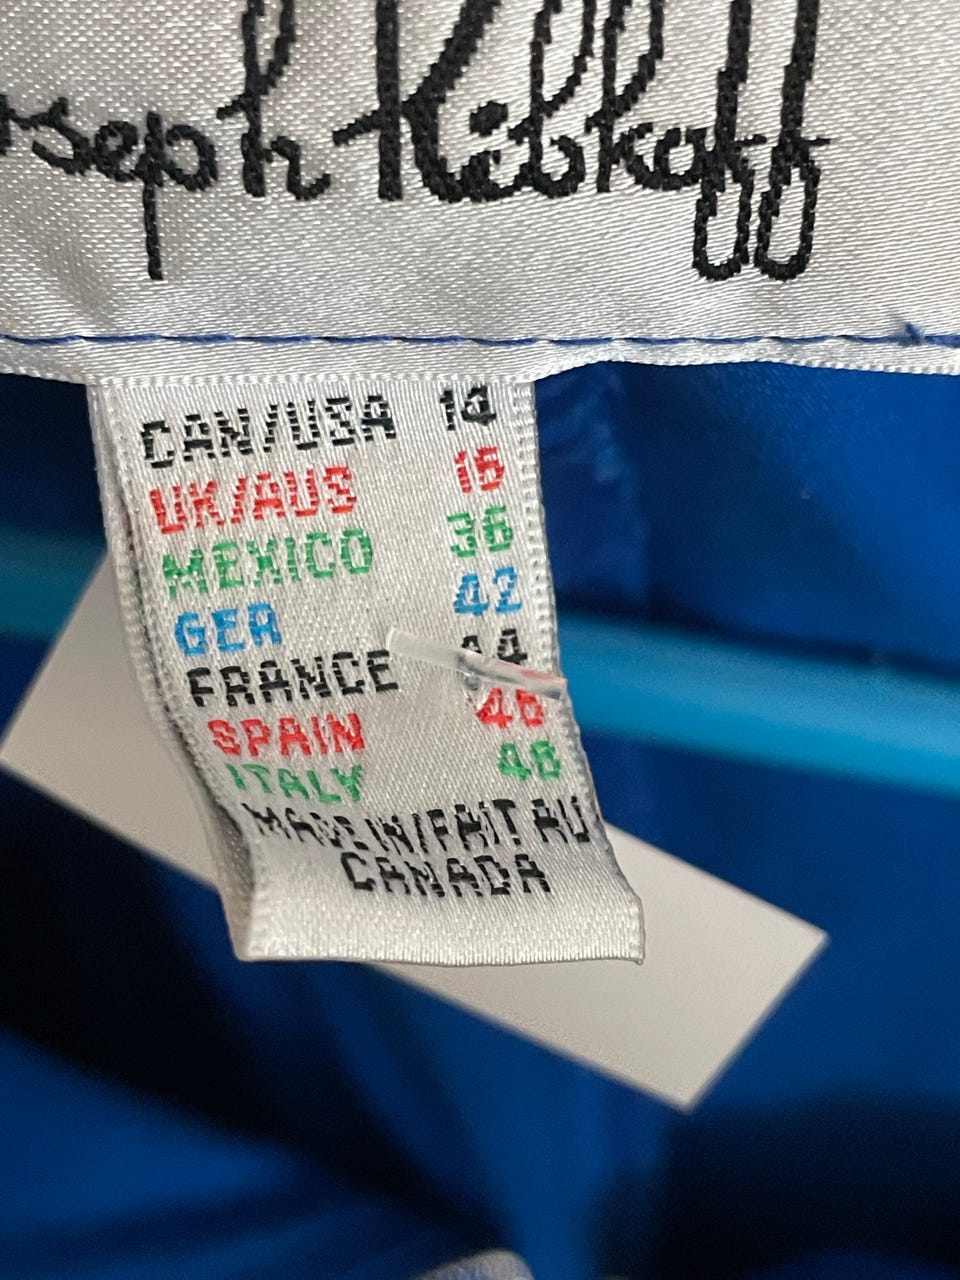 oseph Ribkoff
CAN/USA 14
UK/AUS 16
MEXICO 36
GER 42
FRANCE 44
SPAIN 46
ITALY 48
MADE IN/FAIT AU
CANADA